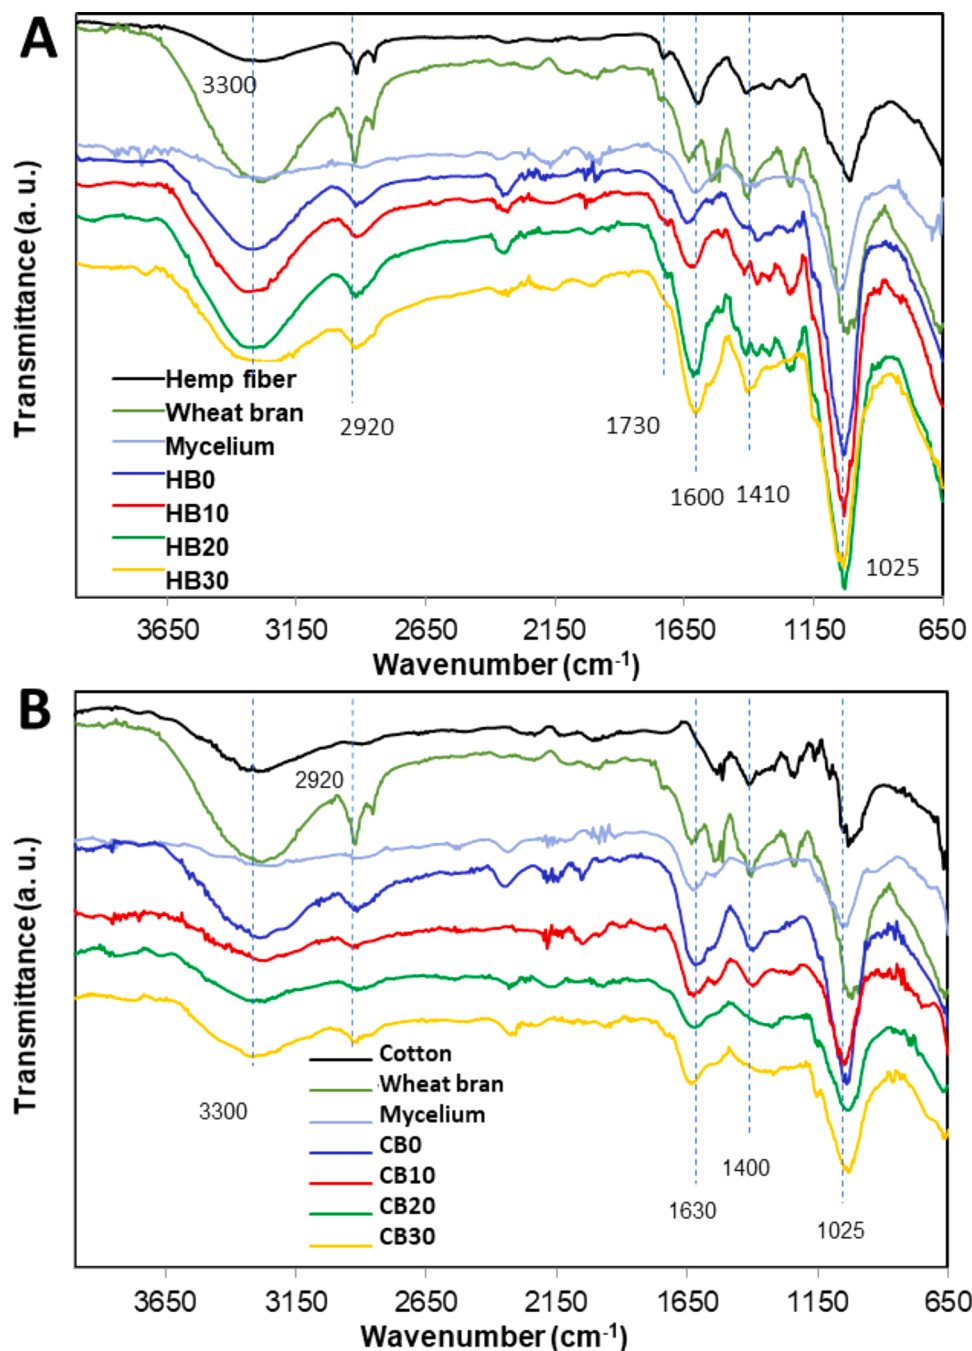 A
3300
Transmittance (a. u.)
Hemp fiber
Wheat bran
Mycelium
HB0
HB10
HB20
HB30
2920
1730
1600
1410
1025
3650 3150 2650 2150 1650 1150 650
Wavenumber (cm-1)
B
2920
Transmittance (a. u.)
Cotton
Wheat bran
Mycelium
CB0
CB10
CB20
CB30
3300
1400
1630
1025
3650 3150 2650 2150 1650 1150 650
Wavenumber (cm-1)